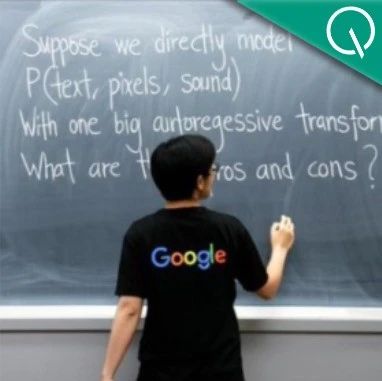 Suppose we directly model
P(text, pixels, sound)
With one big autoregessive transfor
What are and cons?
Google